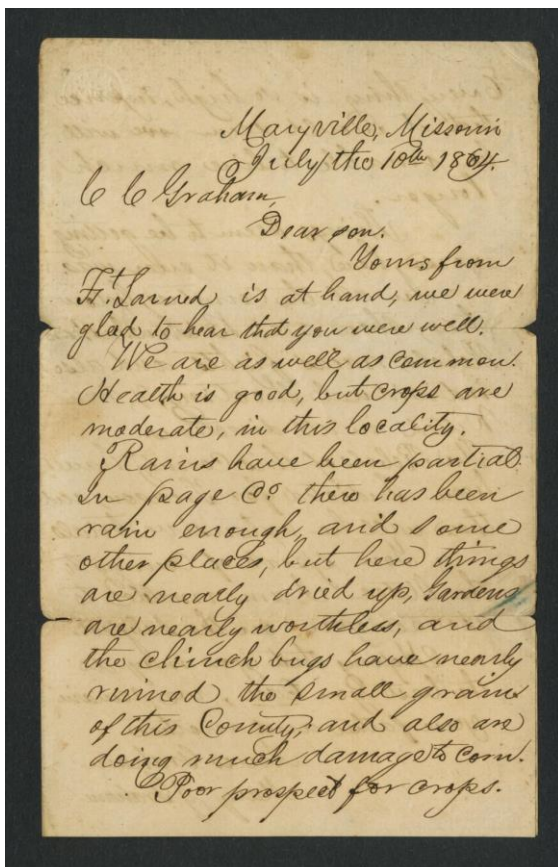 Maryville, Missouri
July the 10th 1864.
C C Graham,
Dear son.
Yours from
Ft. Larned is at hand, we were
glad to hear that you were well.
We are as well as common.
Health is good, but crops are
moderate, in this locality.
Rains have been partial.
In page Co. there has been
rain enough, and some
other places, but here things
are nearly dried up, Gardens
are nearly worthless, and
the chinch bugs have nearly
ruined the small grain
of this County, and also are
doing much damage to corn.
Poor prospect for crops.